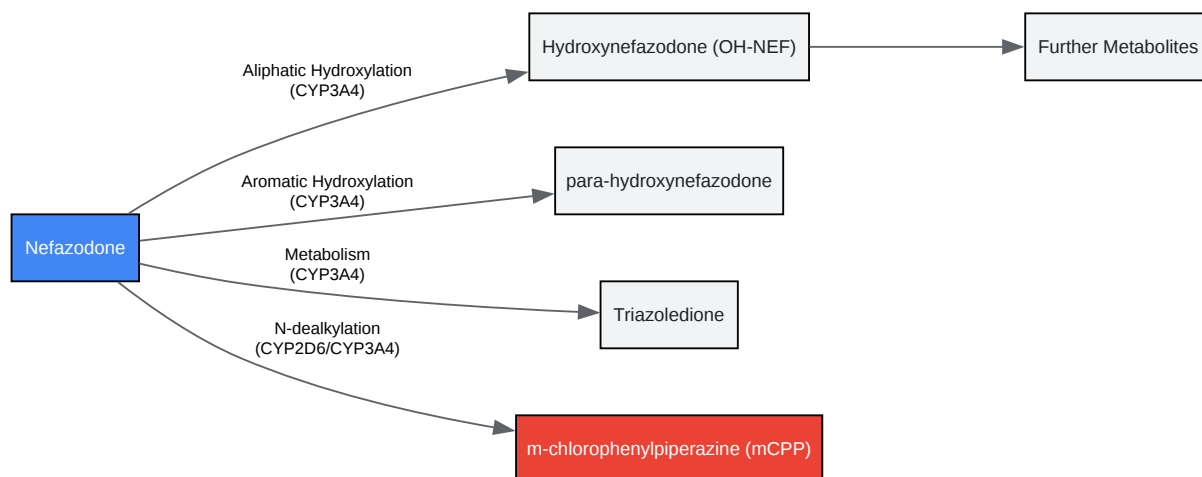 Hydroxynefazodone (OH-NEF)
Further Metabolites
Aliphatic Hydroxylation
(CYP3A4)
para-hydroxynefazodone
Aromatic Hydroxylation
(CYP3A4)
Nefazodone
Metabolism
(CYP3A4)
Triazoledione
N-dealkylation
(CYP2D6/CYP3A4)
m-chlorophenylpiperazine (mCPP)